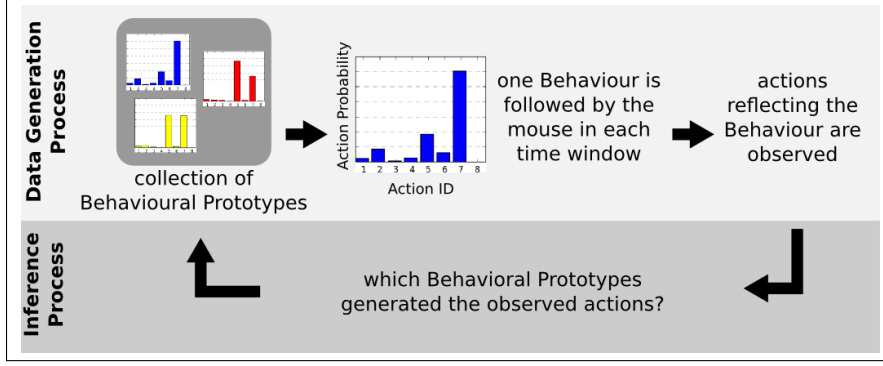 Data Generation
Process
collection of
Behavioural Prototypes
Action Probability
1 2 3 4 5 6 7 8
Action ID
one Behaviour is
followed by the
mouse in each
time window
actions
reflecting the
Behaviour are
observed
Inference
Process
which Behavioral Prototypes
generated the observed actions?